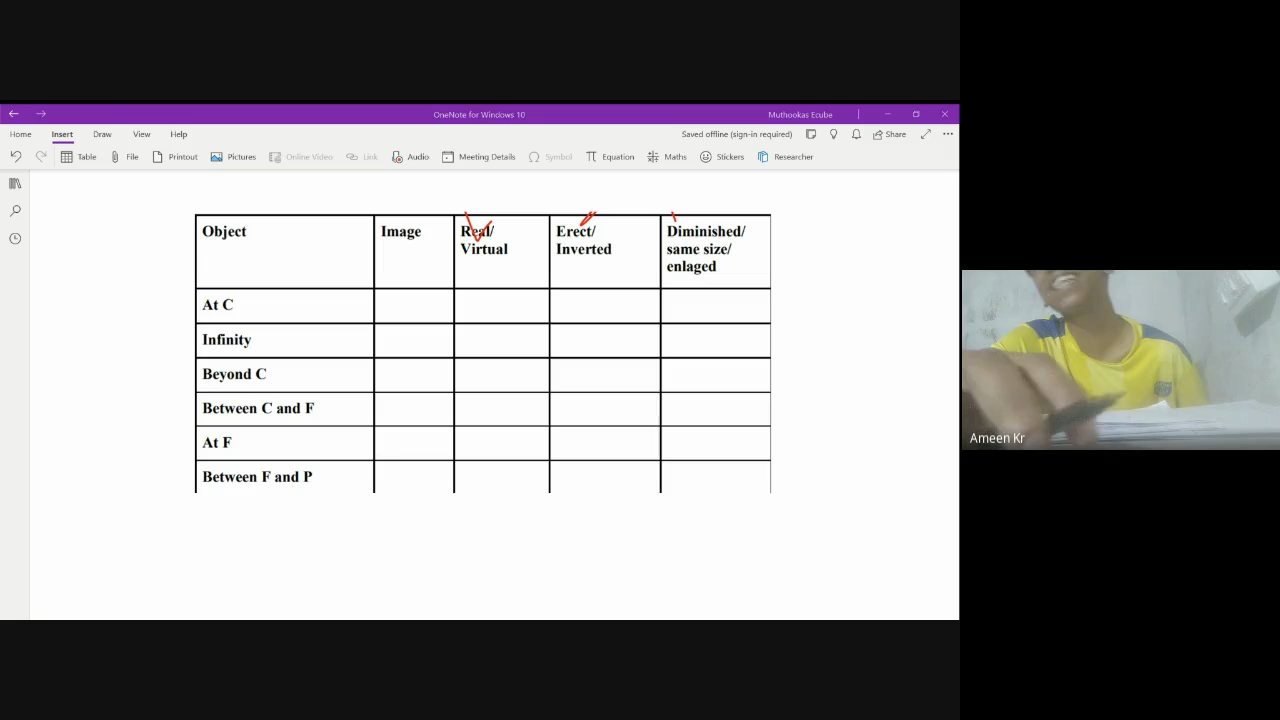 OneNote for Windows 10
Muthookas Ecube
Home Insert Draw View Help
Saved offline (sign-in required)
Share
Table File Printout Pictures Online Video Link Audio Meeting Details Symbol Equation Maths Stickers Researcher
Object Image Real/ Erect/ Diminished/
Virtual Inverted same size/
enlaged
At C
Infinity
Beyond C
Between C and F
At F
Between F and P
Ameen Kr